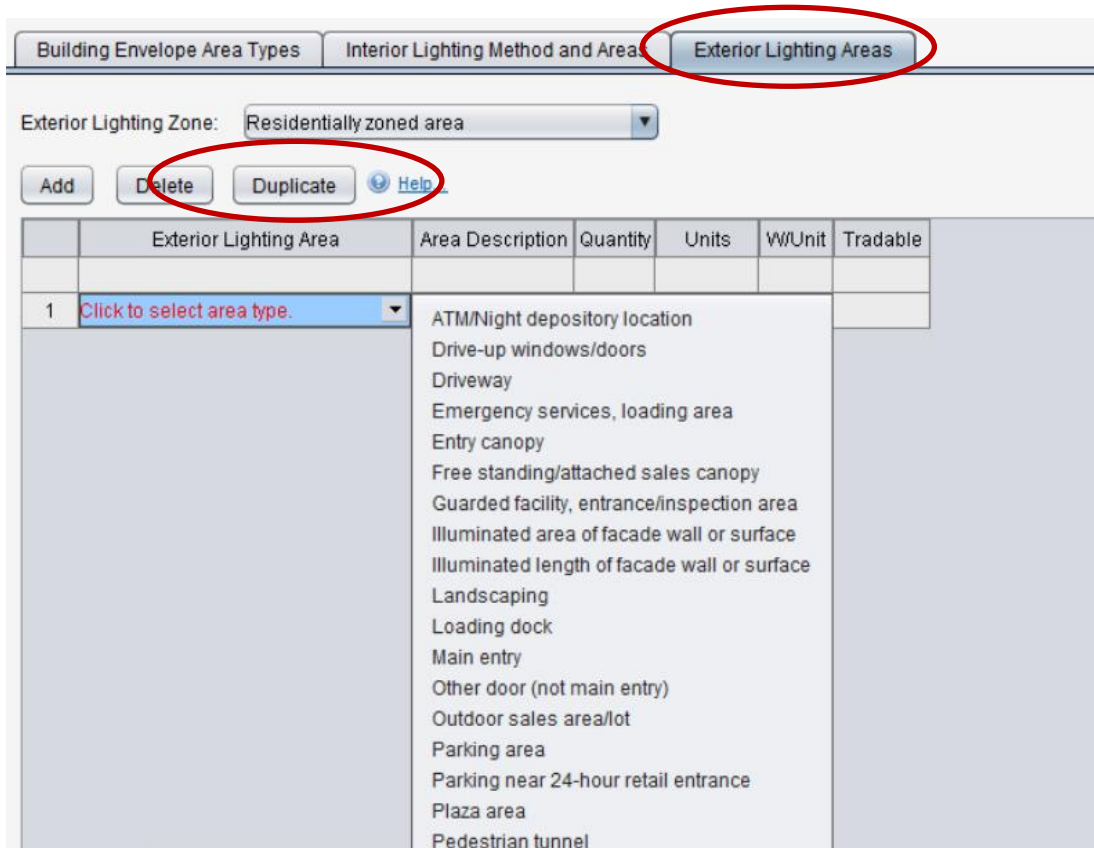 Building Envelope Area Types Interior Lighting Method and Areas Exterior Lighting Areas
Exterior Lighting Zone: Residentially zoned area
Add Delete Duplicate Help...
Exterior Lighting Area Area Description Quantity Units W/Unit Tradable
1 Click to select area type.
ATM/Night depository location
Drive-up windows/doors
Driveway
Emergency services, loading area
Entry canopy
Free standing/attached sales canopy
Guarded facility, entrance/inspection area
Illuminated area of facade wall or surface
Illuminated length of facade wall or surface
Landscaping
Loading dock
Main entry
Other door (not main entry)
Outdoor sales area/lot
Parking area
Parking near 24-hour retail entrance
Plaza area
Pedestrian tunnel